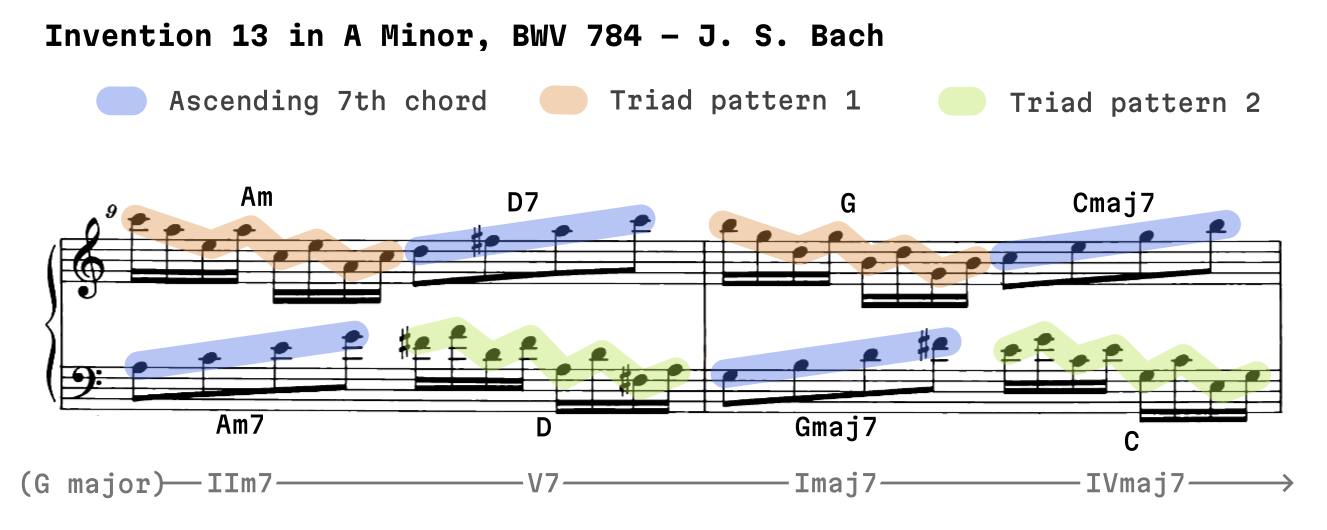 Invention 13 in A Minor, BWV 784 – J. S. Bach
Ascending 7th chord Triad pattern 1 Triad pattern 2
9 Am D7 G Cmaj7
Am7 D Gmaj7 C
(G major) IIm7 V7 Imaj7 IVmaj7